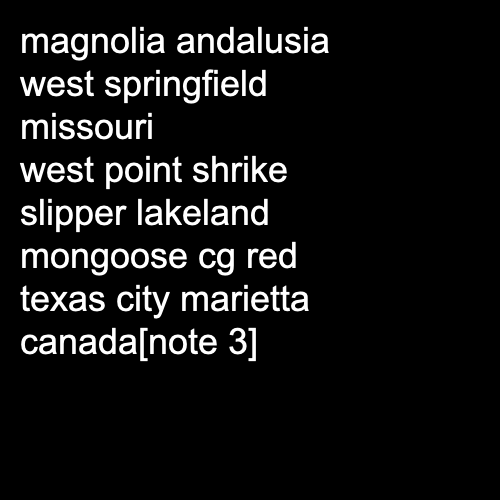 magnolia andalusia
west springfield
missouri
west point shrike
slipper lakeland
mongoose cg red
texas city marietta
canada[note 3]